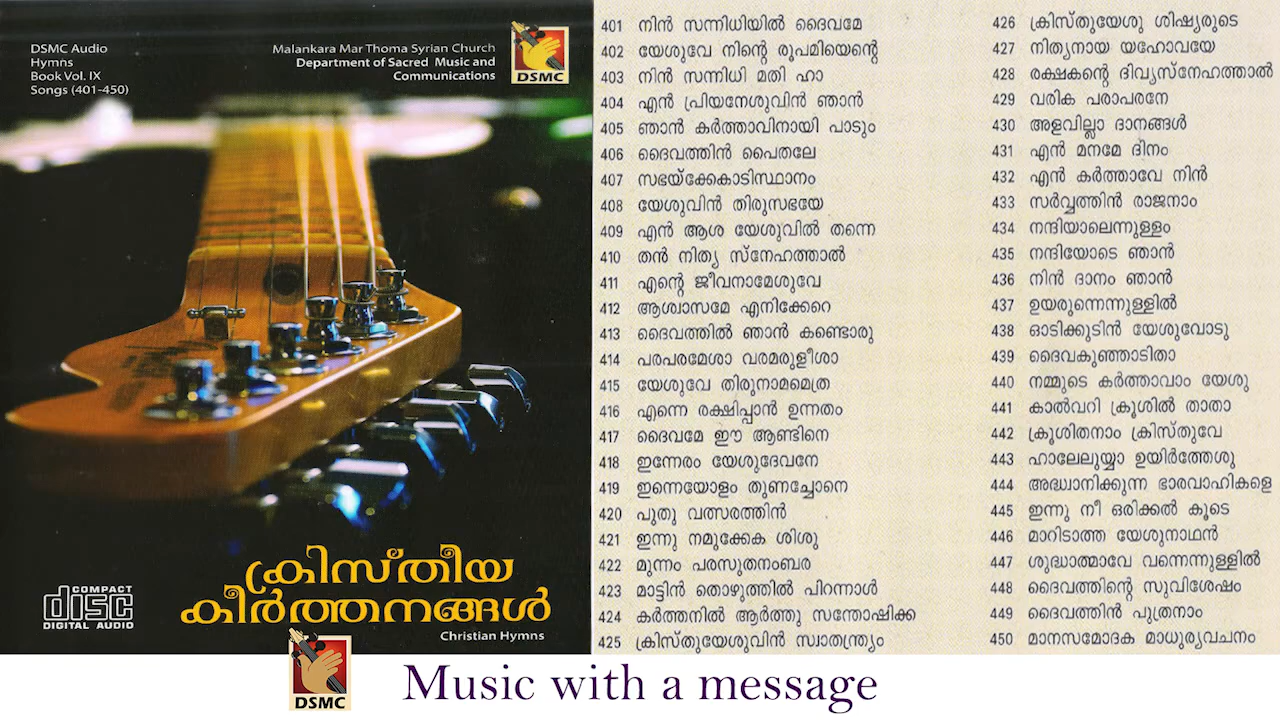 DSMC Audio
Hymns
Book Vol. IX
Songs (401-450)
Malankara Mar Thoma Syrian Church
Department of Sacred Music and
Communications
DSMC
ക്രിസ്തീയ
കീർത്തനങ്ങൾ
Christian Hymns
COMPACT
disc
DIGITAL AUDIO
401 നിൻ സന്നിധിയിൽ ദൈവമേ
402 യേശുവേ നിന്റെ രൂപമിയെന്റെ
403 നിൻ സന്നിധി മതി ഹാ
404 എൻ പ്രിയനേശുവിൻ ഞാൻ
405 ഞാൻ കർത്താവിനായി പാടും
406 ദൈവത്തിൻ പൈതലേ
407 സഭയ്ക്കേകാടിസ്ഥാനം
408 യേശുവിൻ തിരുസഭയേ
409 എൻ ആശ യേശുവിൽ തന്നെ
410 തൻ നിത്യ സ്നേഹത്താൽ
411 എന്റെ ജീവനാമേശുവേ
412 ആശ്വാസമേ എനിക്കേറെ
413 ദൈവത്തിൽ ഞാൻ കണ്ടൊരു
414 പരപരമേശാ വരമരുളീശാ
415 യേശുവേ തിരുനാമമെത്ര
416 എന്നെ രക്ഷിപ്പാൻ ഉന്നതം
417 ദൈവമേ ഈ ആണ്ടിനെ
418 ഇന്നേരം യേശുദേവനേ
419 ഇന്നെയോളം തുണച്ചോനെ
420 പുതു വത്സരത്തിൻ
421 ഇന്നു നമുക്കേക ശിശു
422 മുന്നം പരസുതനംബര
423 മാട്ടിൻ തൊഴുത്തിൽ പിറന്നാൾ
424 കർത്തനിൽ ആർത്തു സന്തോഷിക്ക
425 ക്രിസ്തുയേശുവിൻ സ്വാതന്ത്ര്യം
426 ക്രിസ്തുയേശു ശിഷ്യരുടെ
427 നിത്യനായ യഹോവയേ
428 രക്ഷകന്റെ ദിവ്യസ്നേഹത്താൽ
429 വരിക പരാപരനേ
430 അളവില്ലാ ദാനങ്ങൾ
431 എൻ മനമേ ദിനം
432 എൻ കർത്താവേ നിൻ
433 സർവ്വത്തിൻ രാജനാം
434 നന്ദിയാലെന്നുള്ളം
435 നന്ദിയോടെ ഞാൻ
436 നിൻ ദാനം ഞാൻ
437 ഉയരുന്നെന്നുള്ളിൽ
438 ഓടിക്കുടിൻ യേശുവോടു
439 ദൈവകുഞ്ഞാടിതാ
440 നമ്മുടെ കർത്താവാം യേശു
441 കാൽവറി ക്രൂശിൽ താതാ
442 ക്രൂശിതനാം ക്രിസ്തുവേ
443 ഹാലേലുയ്യാ ഉയിർത്തേശു
444 അദ്ധ്വാനിക്കുന്ന ഭാരവാഹികളെ
445 ഇന്നു നീ ഒരിക്കൽ കൂടെ
446 മാറിടാത്ത യേശുനാഥൻ
447 ശുദ്ധാത്മാവേ വന്നെന്നുള്ളിൽ
448 ദൈവത്തിന്റെ സുവിശേഷം
449 ദൈവത്തിൻ പുത്രനാം
450 മാനസമോദക മാധുര്യവചനം
DSMC
Music with a message